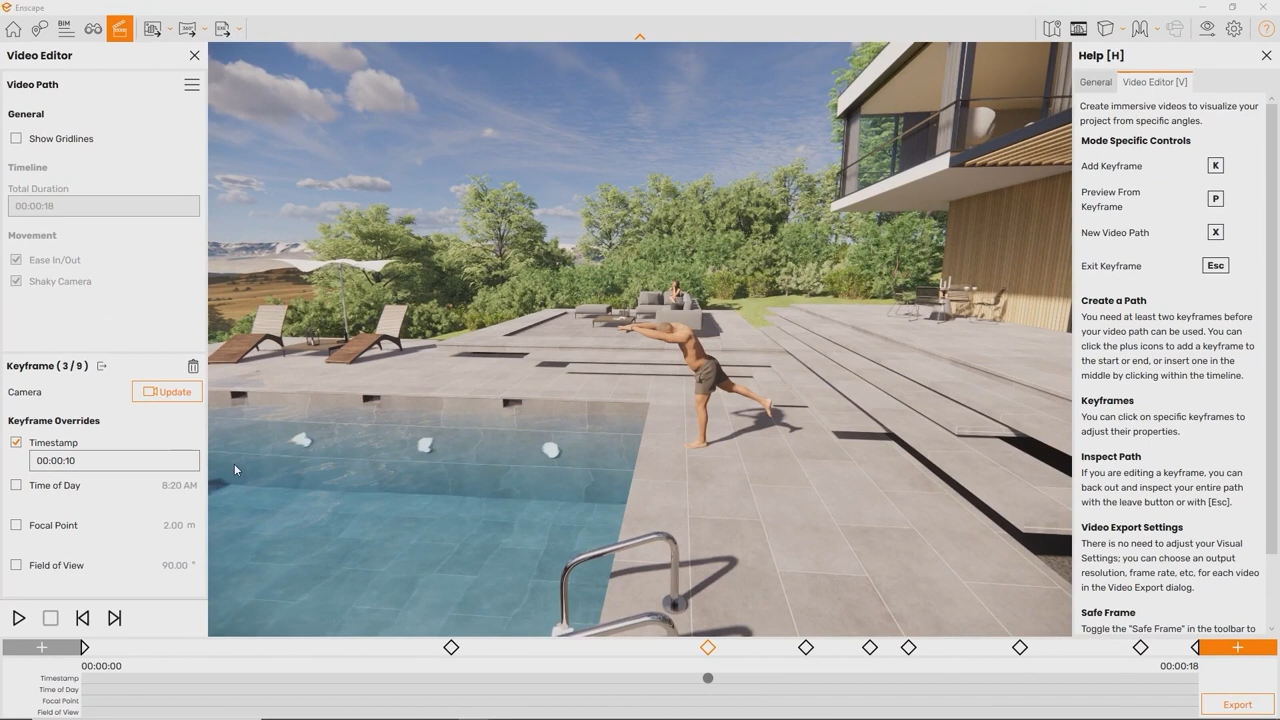 Enscape
BIM
360°
EXE
Video Editor
Video Path
General
Show Gridlines
Timeline
Total Duration
00:00:18
Movement
Ease In/Out
Shaky Camera
Keyframe ( 3 / 9 )
Camera
Update
Keyframe Overrides
Timestamp
00:00:10
Time of Day 8:20 AM
Focal Point 2.00 m
Field of View 90.00 °
Help [H]
General Video Editor [V]
Create immersive videos to visualize your
project from specific angles.
Mode Specific Controls
Add Keyframe K
Preview From
Keyframe P
New Video Path X
Exit Keyframe Esc
Create a Path
You need at least two keyframes before
your video path can be used. You can
click the plus icons to add a keyframe to
the start or end, or insert one in the
middle by clicking within the timeline.
Keyframes
You can click on specific keyframes to
adjust their properties.
Inspect Path
If you are editing a keyframe, you can
back out and inspect your entire path
with the leave button or with [Esc].
Video Export Settings
There is no need to adjust your Visual
Settings; you can choose an output
resolution, frame rate, etc, for each video
in the Video Export dialog.
Safe Frame
Toggle the "Safe Frame" in the toolbar to
00:00:00
00:00:18
Timestamp
Time of Day
Focal Point
Field of View
Export